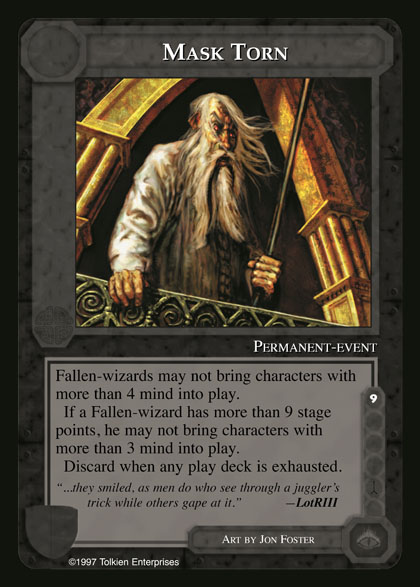 MASK TORN
PERMANENT-EVENT
Fallen-wizards may not bring characters with
more than 4 mind into play.
If a Fallen-wizard has more than 9 stage
points, he may not bring characters with
more than 3 mind into play.
Discard when any play deck is exhausted.
9
“...they smiled, as men do who see through a juggler’s
trick while others gape at it.” —LotRIII
ART BY JON FOSTER
©1997 Tolkien Enterprises